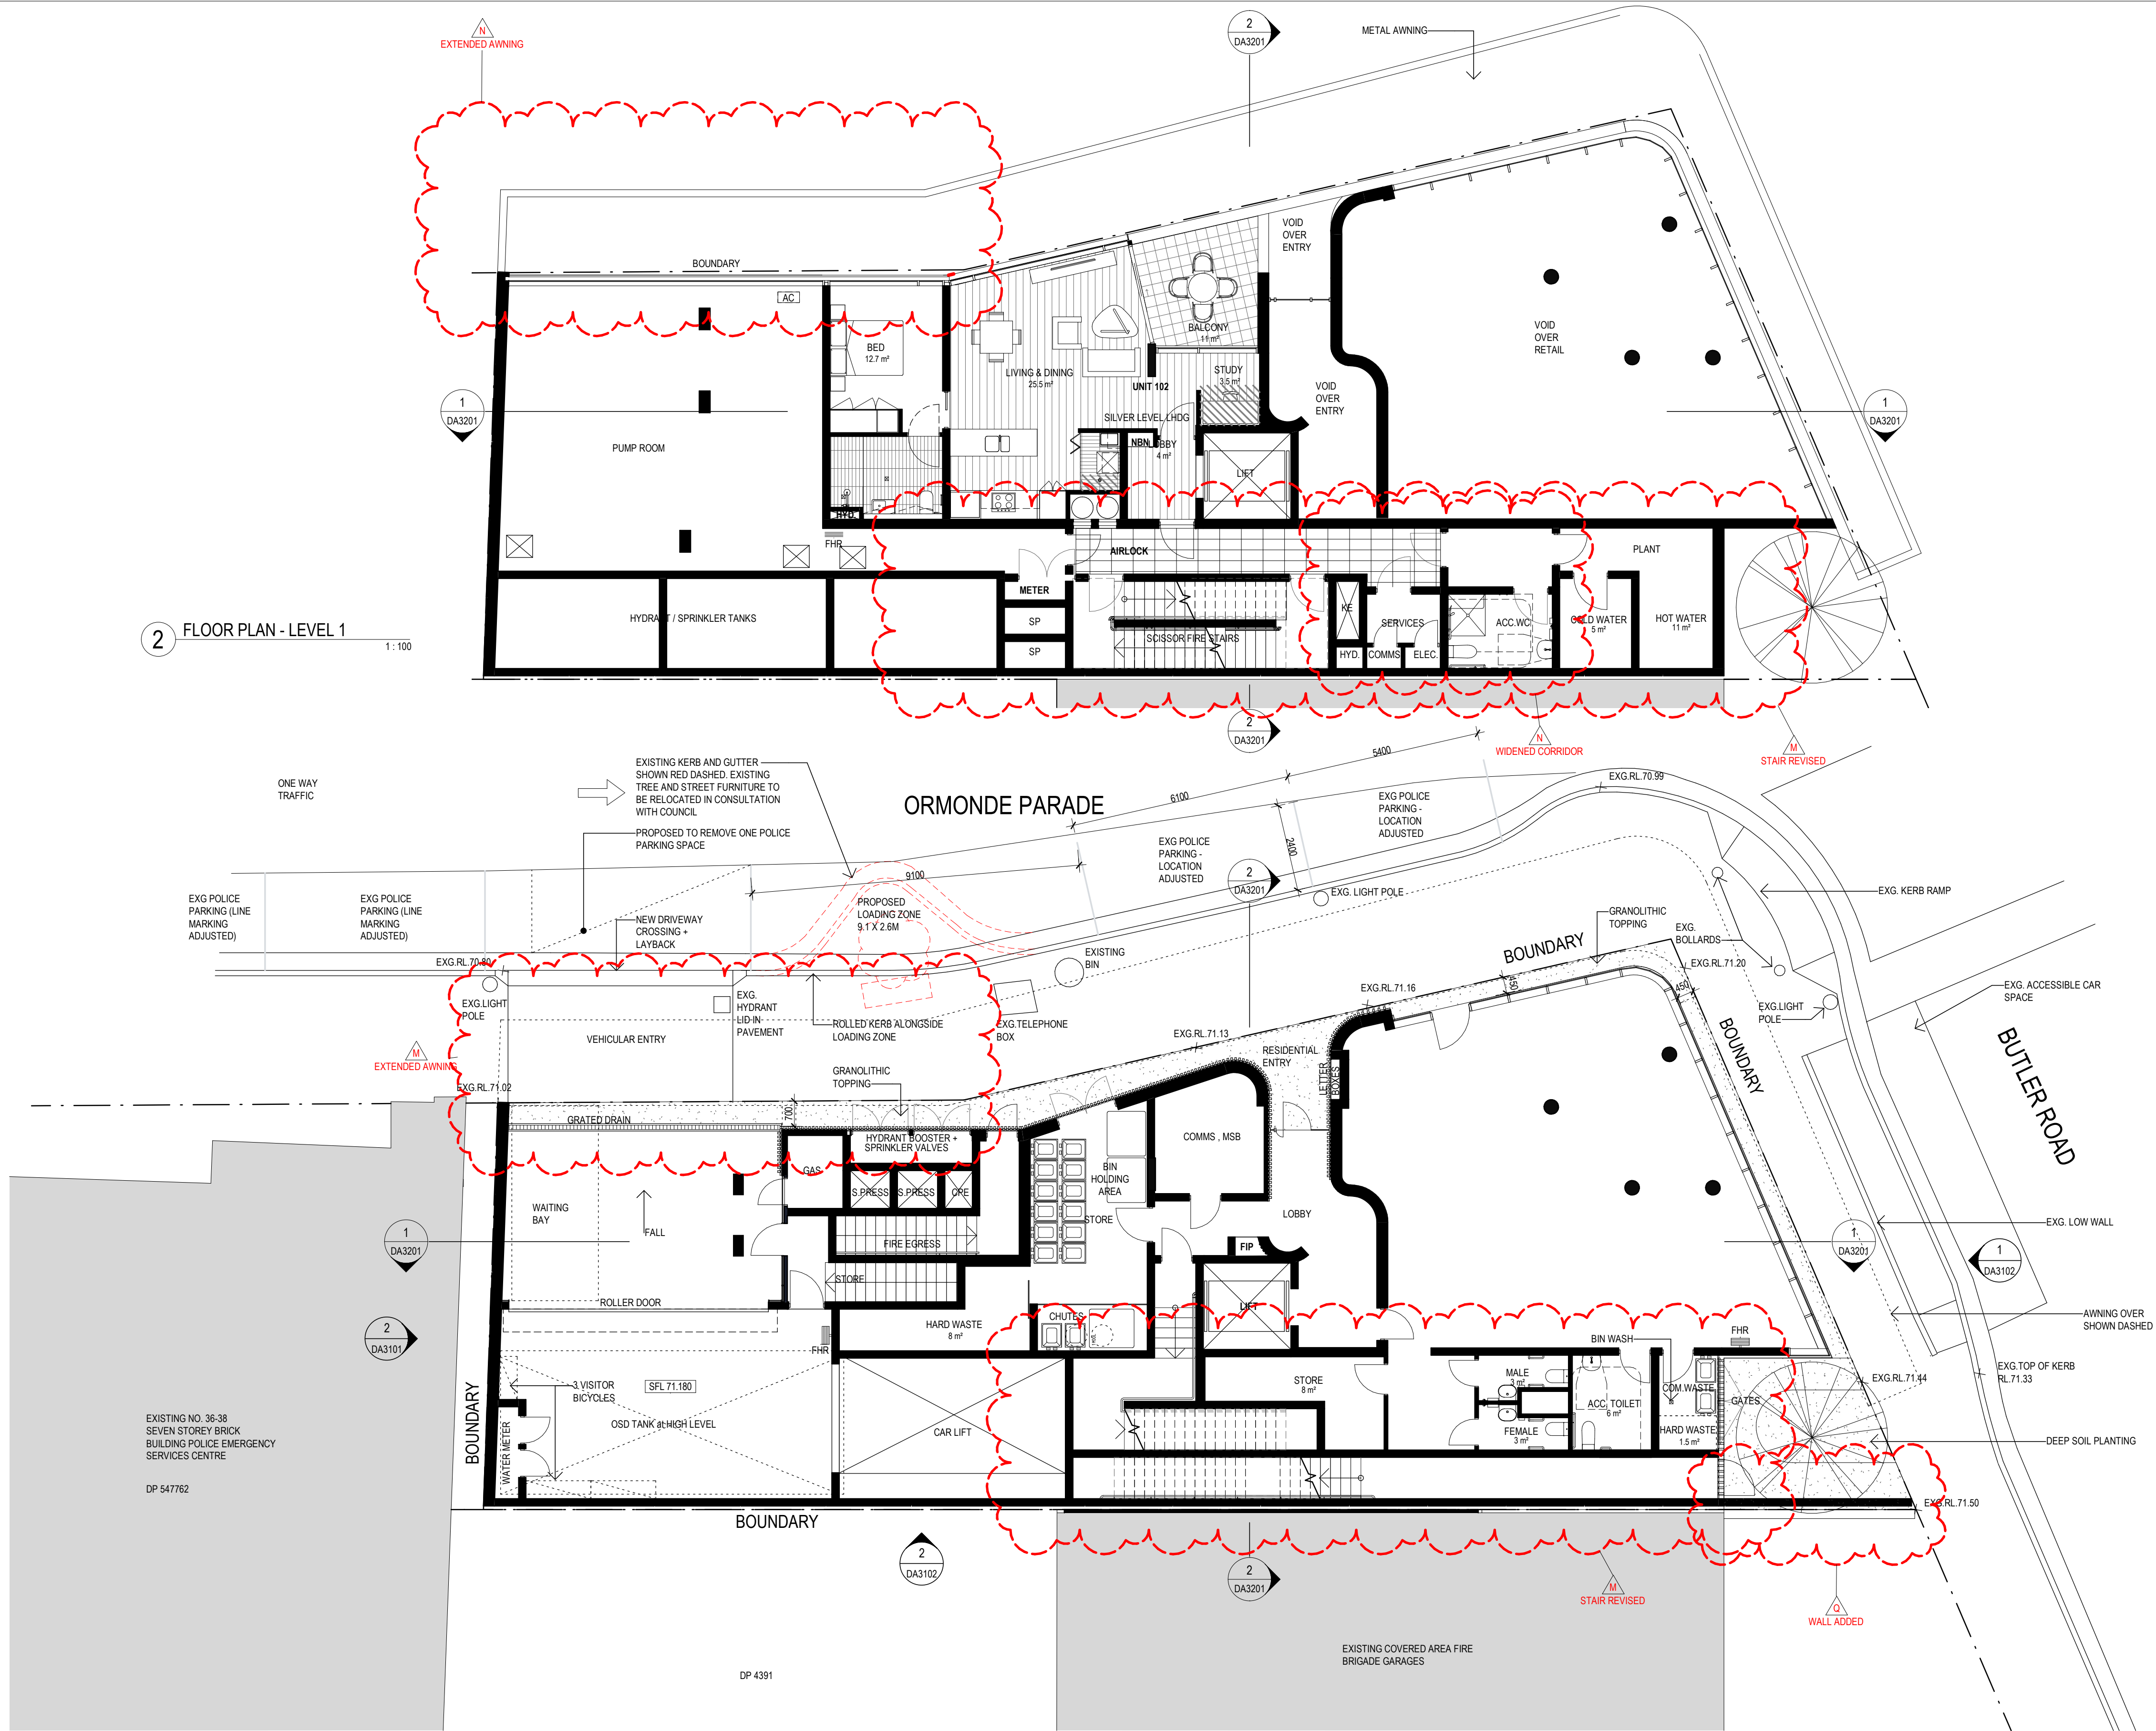 N
EXTENDED AWNING
2
DA3201
METAL AWNING
BOUNDARY
AC
BED
12.7 m²
LIVING & DINING
25.5 m²
UNIT 102
SILVER LEVEL LHDG
BALCONY
11 m²
STUDY
3.5 m²
NBN
LOBBY
4 m²
LIFT
VOID
OVER
ENTRY
VOID
OVER
ENTRY
VOID
OVER
RETAIL
1
DA3201
1
DA3201
PUMP ROOM
HYD.
FHR
AIRLOCK
METER
SP
SP
HYDRANT / SPRINKLER TANKS
SCISSOR FIRE STAIRS
KE
SERVICES
HYD.
COMMS
ELEC.
ACC.WC
PLANT
COLD WATER
5 m²
HOT WATER
11 m²
2
FLOOR PLAN - LEVEL 1
1 : 100
2
DA3201
N
WIDENED CORRIDOR
M
STAIR REVISED
ONE WAY
TRAFFIC
EXISTING KERB AND GUTTER
SHOWN RED DASHED. EXISTING
TREE AND STREET FURNITURE TO
BE RELOCATED IN CONSULTATION
WITH COUNCIL
PROPOSED TO REMOVE ONE POLICE
PARKING SPACE
ORMONDE PARADE
5400
6100
2400
9100
EXG.RL.70.99
EXG POLICE
PARKING -
LOCATION
ADJUSTED
EXG POLICE
PARKING -
LOCATION
ADJUSTED
2
DA3201
EXG. LIGHT POLE
EXG POLICE
PARKING (LINE
MARKING
ADJUSTED)
EXG POLICE
PARKING (LINE
MARKING
ADJUSTED)
NEW DRIVEWAY
CROSSING +
LAYBACK
PROPOSED
LOADING ZONE
9.1 X 2.6M
EXISTING
BIN
GRANOLITHIC
TOPPING
EXG.
BOLLARDS
EXG. KERB RAMP
BOUNDARY
EXG.RL.71.20
EXG.RL.70.80
EXG.LIGHT
POLE
EXG.
HYDRANT
LID IN
PAVEMENT
ROLLED KERB ALONGSIDE
LOADING ZONE
EXG.TELEPHONE
BOX
EXG.RL.71.16
450
450
EXG.LIGHT
POLE
EXG. ACCESSIBLE CAR
SPACE
VEHICULAR ENTRY
EXG.RL.71.13
BOUNDARY
BUTLER ROAD
M
EXTENDED AWNING
EXG.RL.71.02
GRANOLITHIC
TOPPING
RESIDENTIAL
ENTRY
LETTER
BOXES
700
GRATED DRAIN
HYDRANT BOOSTER +
SPRINKLER VALVES
GAS
S.PRESS
S.PRESS
CPE
COMMS , MSB
BIN
HOLDING
AREA
STORE
WAITING
BAY
FALL
LOBBY
FIRE EGRESS
FIP
1
DA3201
1
DA3201
EXG. LOW WALL
1
DA3102
STORE
ROLLER DOOR
LIFT
HARD WASTE
8 m²
CHUTES
FHR
2
DA3101
BIN WASH
FHR
AWNING OVER
SHOWN DASHED
EXG.TOP OF KERB
RL.71.33
3 VISITOR
BICYCLES
SFL 71.180
OSD TANK at HIGH LEVEL
CAR LIFT
STORE
8 m²
MALE
3 m²
FEMALE
3 m²
ACC. TOILET
6 m²
COM.WASTE
HARD WASTE
1.5 m²
GATES
EXG.RL.71.44
DEEP SOIL PLANTING
EXISTING NO. 36-38
SEVEN STOREY BRICK
BUILDING POLICE EMERGENCY
SERVICES CENTRE
DP 547762
BOUNDARY
WATER METER
EXG.RL.71.50
BOUNDARY
2
DA3102
2
DA3201
M
STAIR REVISED
Q
WALL ADDED
EXISTING COVERED AREA FIRE
BRIGADE GARAGES
DP 4391